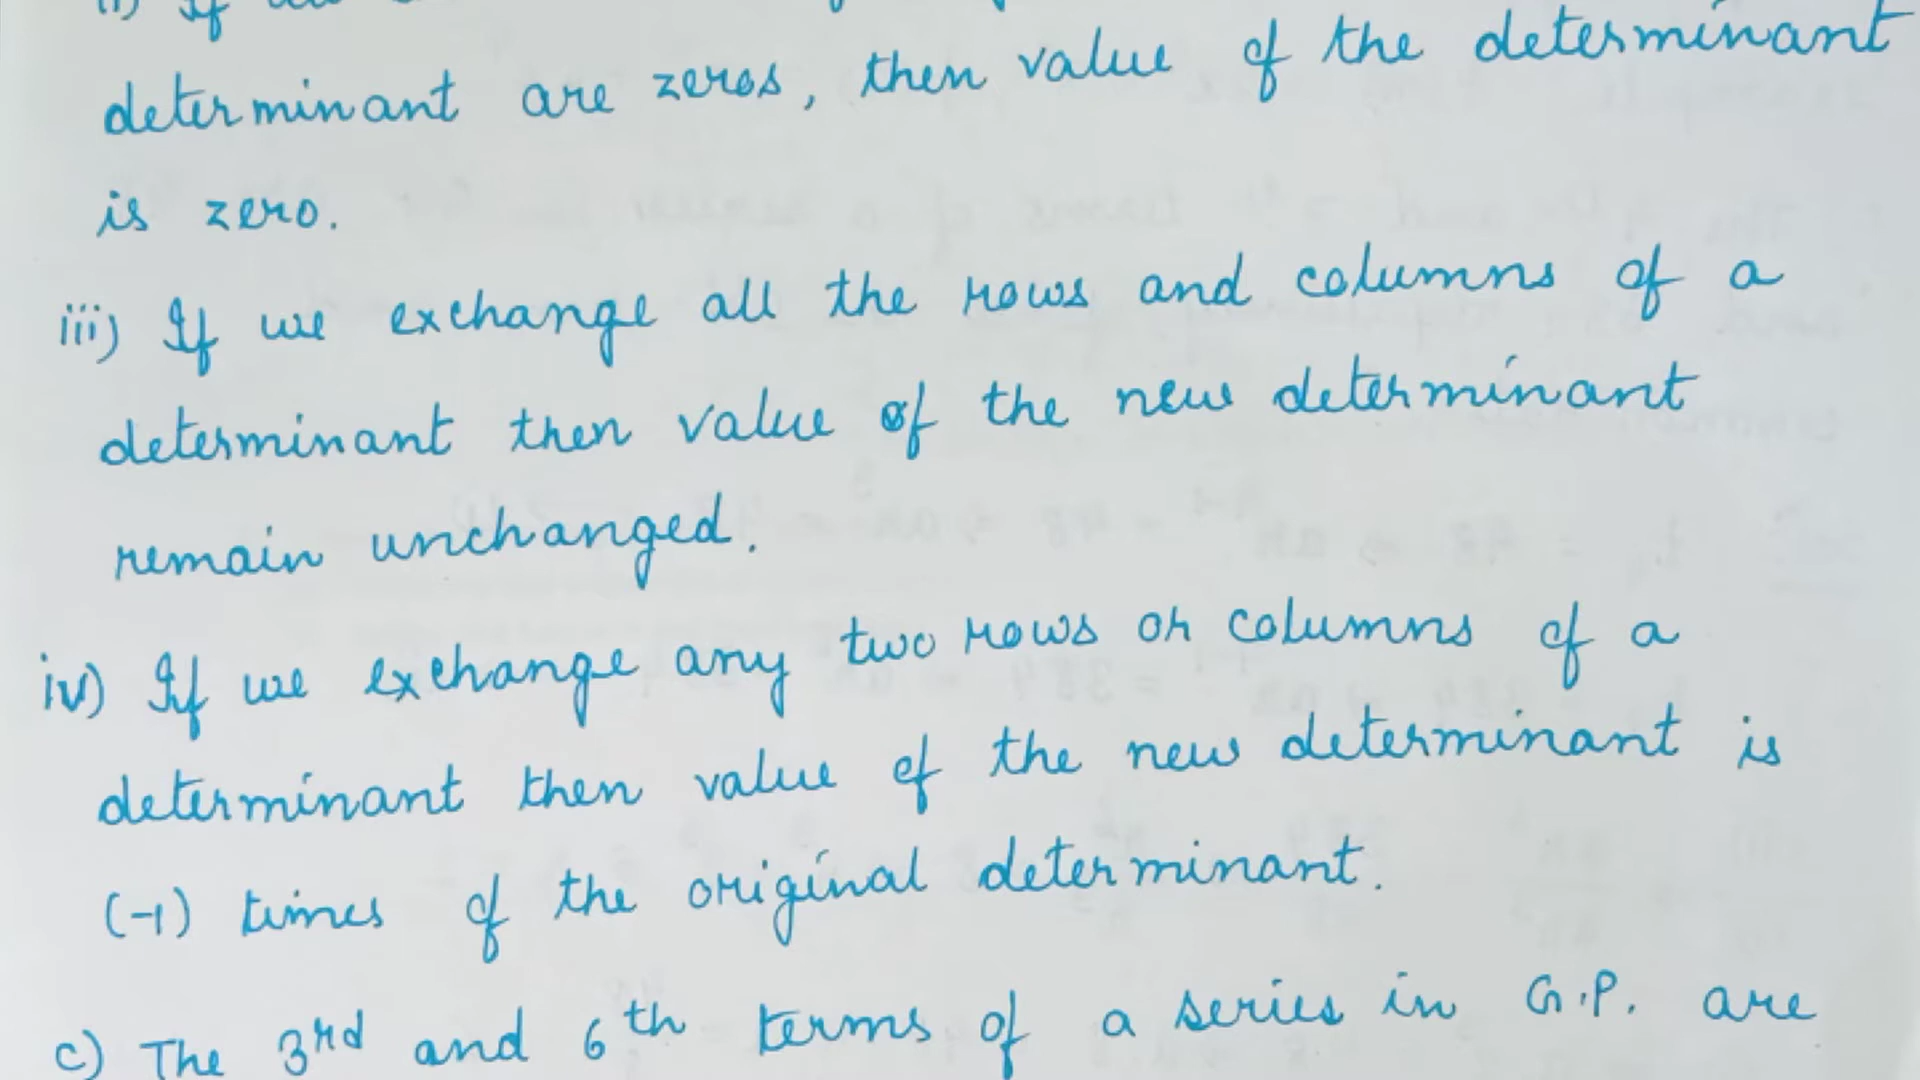 If
determinant are zeros, then value of the determinant
is zero.
iii) If we exchange all the rows and columns of a
determinant then value of the new determinant
remain unchanged.
iv) If we exchange any two rows or columns of a
determinant then value of the new determinant is
(-1) times of the original determinant.
c) The 3rd and 6th terms of a series in G.P. are